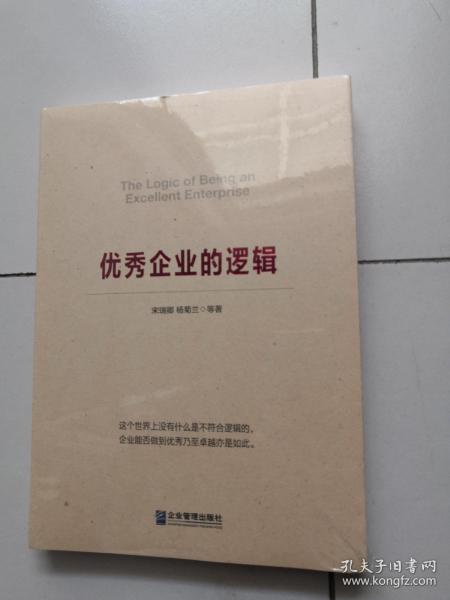 The Logic of Being an
Excellent Enterprise
优秀企业的逻辑
宋瑞卿 杨菊兰◇等著
这个世界上没有什么是不符合逻辑的，
企业能否做到优秀乃至卓越亦是如此。
企业管理出版社
孔夫子旧书网
www.kongfz.com